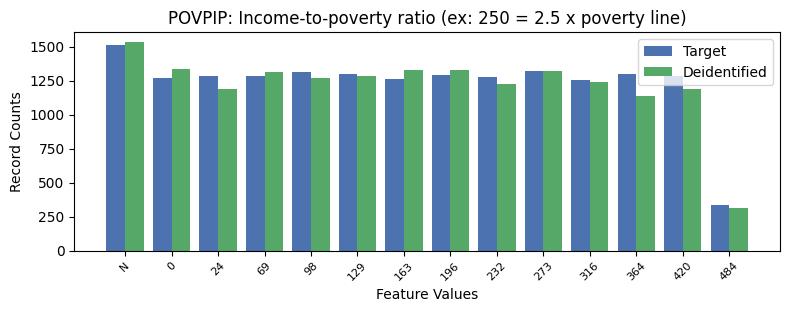 POVPIP: Income-to-poverty ratio (ex: 250 = 2.5 x poverty line)
Record Counts
1500
1250
1000
750
500
250
0
Target
Deidentified
N 0 24 69 98 129 163 196 232 273 316 364 420 484
Feature Values